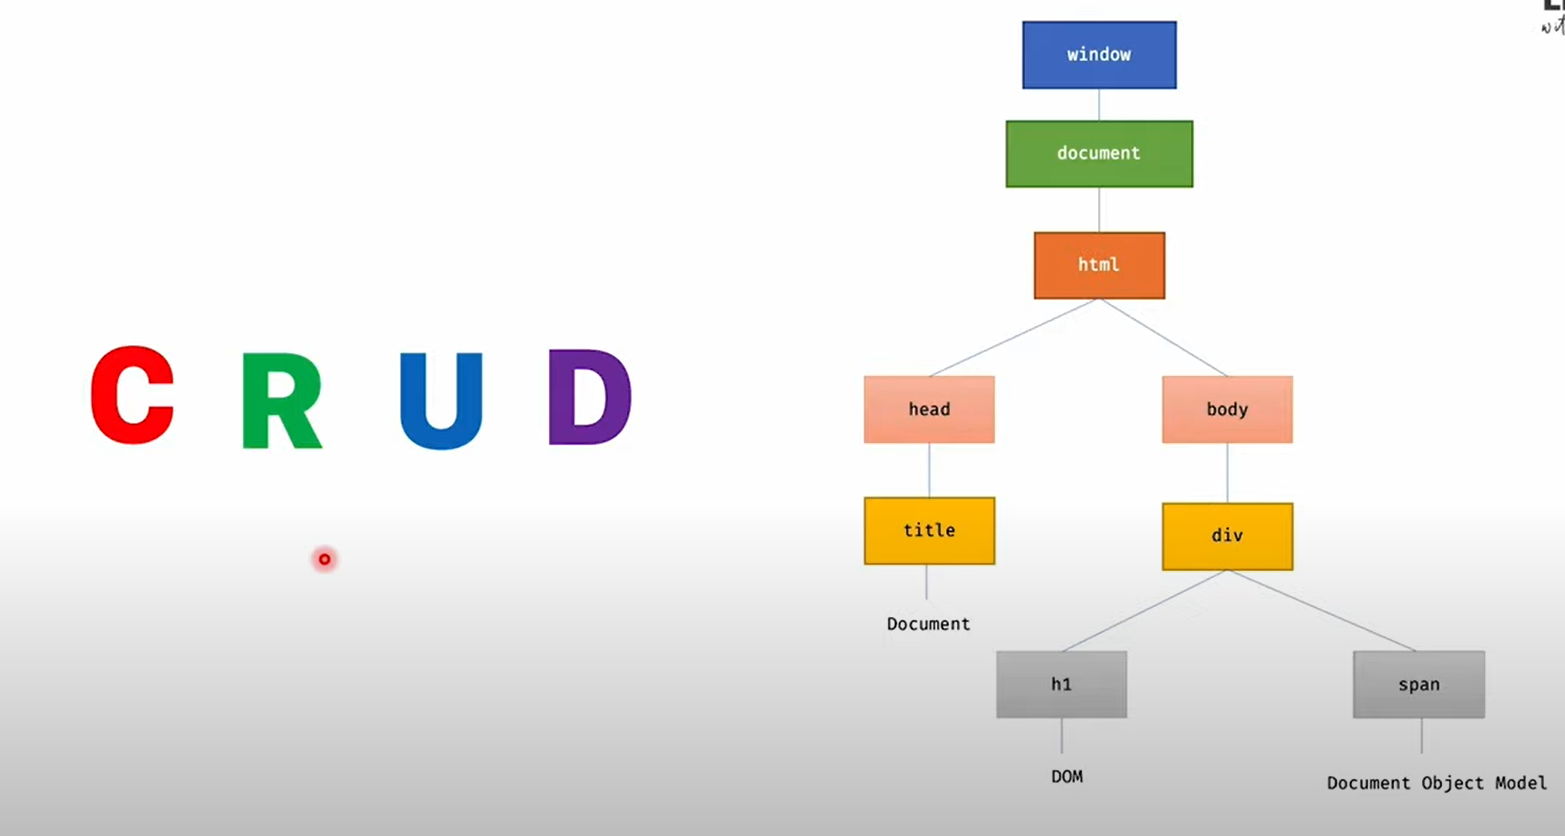 window
document
html
C R U D
head
body
title
div
Document
h1
span
DOM
Document Object Model